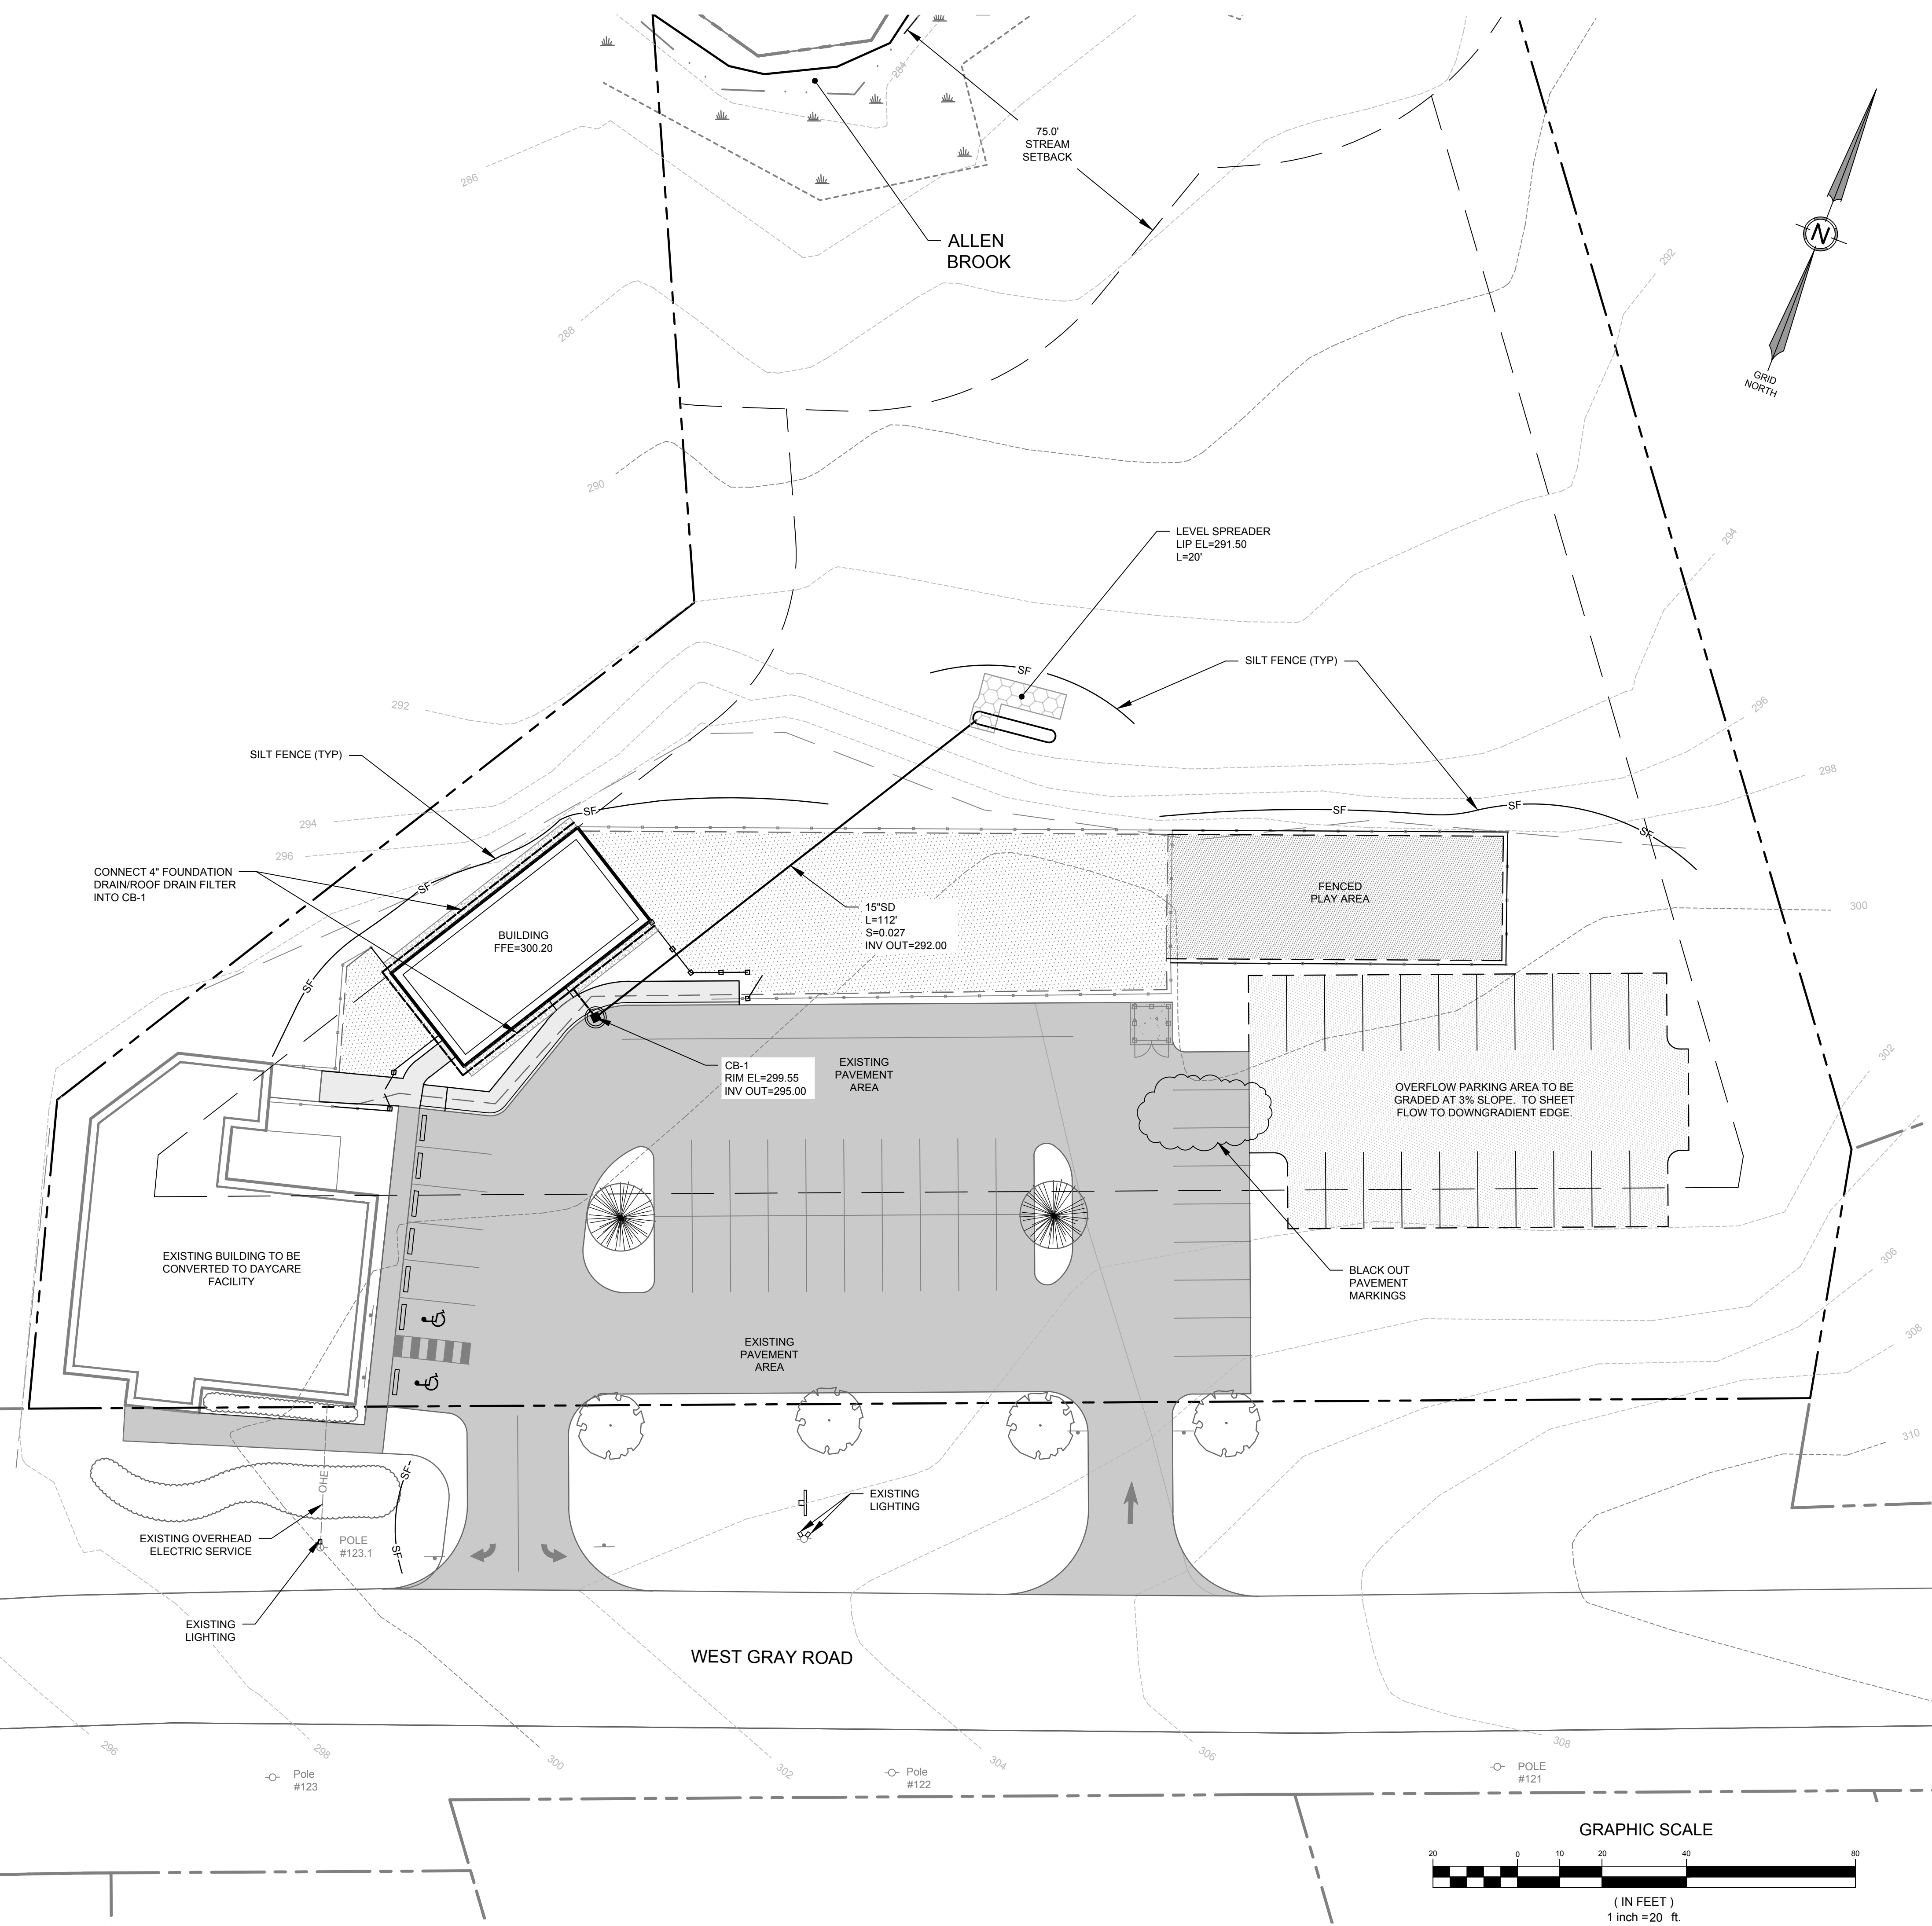 284
75.0'
STREAM
SETBACK
286
ALLEN
BROOK
N
GRID
NORTH
292
288
290
LEVEL SPREADER
LIP EL=291.50
L=20'
294
SF
SILT FENCE (TYP)
292
296
SILT FENCE (TYP)
298
294
SF
SF
SF
SF
296
CONNECT 4" FOUNDATION
DRAIN/ROOF DRAIN FILTER
INTO CB-1
SF
FENCED
PLAY AREA
15"SD
L=112'
S=0.027
INV OUT=292.00
300
BUILDING
FFE=300.20
SF
CB-1
RIM EL=299.55
INV OUT=295.00
EXISTING
PAVEMENT
AREA
302
OVERFLOW PARKING AREA TO BE
GRADED AT 3% SLOPE.  TO SHEET
FLOW TO DOWNGRADIENT EDGE.
EXISTING BUILDING TO BE
CONVERTED TO DAYCARE
FACILITY
306
BLACK OUT
PAVEMENT
MARKINGS
308
EXISTING
PAVEMENT
AREA
310
OHE
SF
EXISTING
LIGHTING
EXISTING OVERHEAD
ELECTRIC SERVICE
POLE
#123.1
SF
EXISTING
LIGHTING
WEST GRAY ROAD
296
298
300
302
304
306
308
Pole
#123
Pole
#122
POLE
#121
GRAPHIC SCALE
20 0 10 20 40 80
( IN FEET )
1 inch = 20 ft.